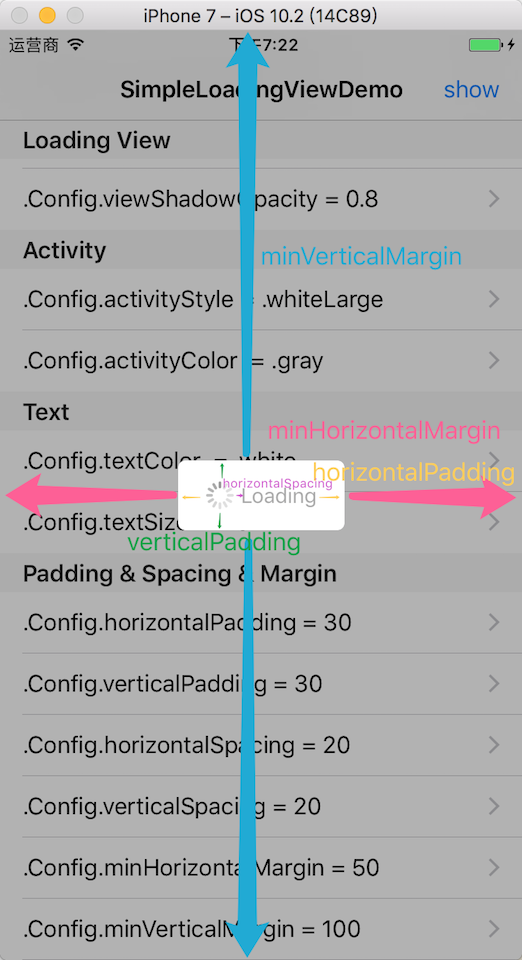 iPhone 7 – iOS 10.2 (14C89)
运营商 下午7:22
SimpleLoadingViewDemo show
Loading View
.Config.viewShadowOpacity = 0.8
Activity
minVerticalMargin
.Config.activityStyle = .whiteLarge
.Config.activityColor = .gray
Text
minHorizontalMargin
.Config.textColor = .white
horizontalPadding
horizontalSpacing
Loading
.Config.textSize
verticalPadding
Padding & Spacing & Margin
.Config.horizontalPadding = 30
.Config.verticalPadding = 30
.Config.horizontalSpacing = 20
.Config.verticalSpacing = 20
.Config.minHorizontalMargin = 50
.Config.minVerticalMargin = 100